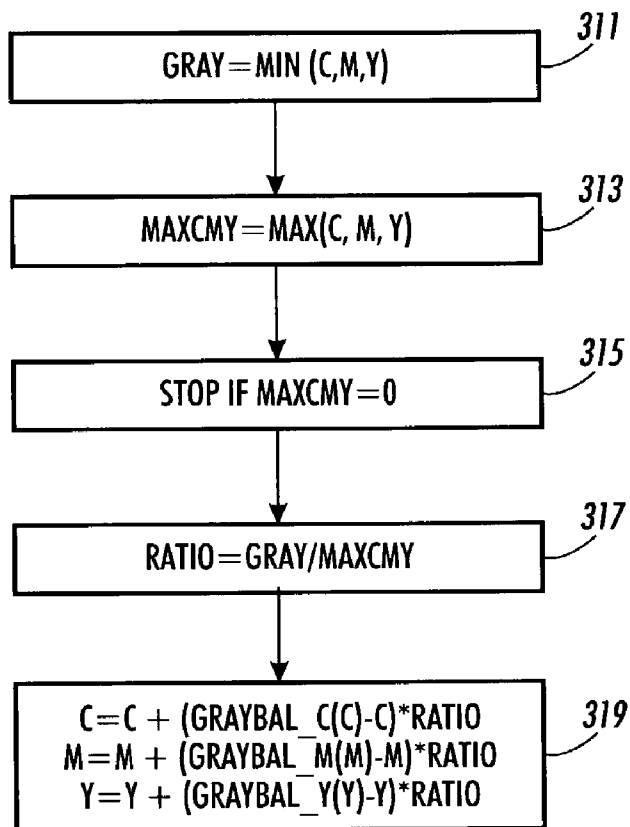 311
GRAY=MIN (C,M,Y)
313
MAXCMY=MAX(C, M, Y)
315
STOP IF MAXCMY=0
317
RATIO=GRAY/MAXCMY
319
C=C + (GRAYBAL_C(C)-C)*RATIO
M=M + (GRAYBAL_M(M)-M)*RATIO
Y=Y + (GRAYBAL_Y(Y)-Y)*RATIO